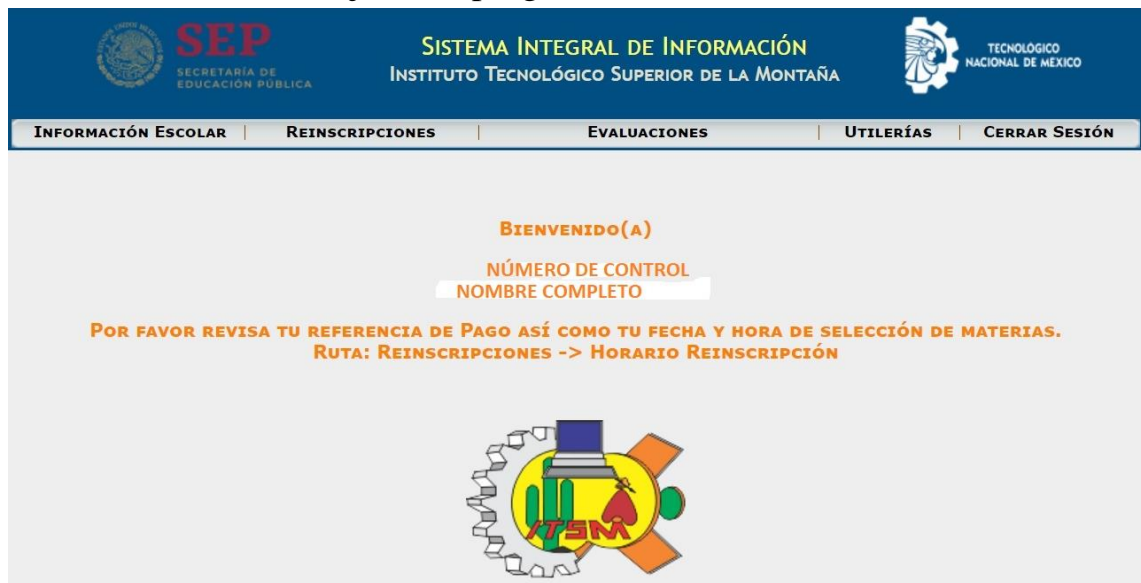 SEP
SECRETARÍA DE
EDUCACIÓN PÚBLICA
SISTEMA INTEGRAL DE INFORMACIÓN
INSTITUTO TECNOLÓGICO SUPERIOR DE LA MONTAÑA
TECNOLÓGICO
NACIONAL DE MÉXICO
INFORMACIÓN ESCOLAR | REINSCRIPCIONES | EVALUACIONES | UTILERÍAS | CERRAR SESIÓN
BIENVENIDO(A)
NÚMERO DE CONTROL
NOMBRE COMPLETO
POR FAVOR REVISA TU REFERENCIA DE PAGO ASÍ COMO TU FECHA Y HORA DE SELECCIÓN DE MATERIAS.
RUTA: REINSCRIPCIONES -> HORARIO REINSCRIPCIÓN
ITSM